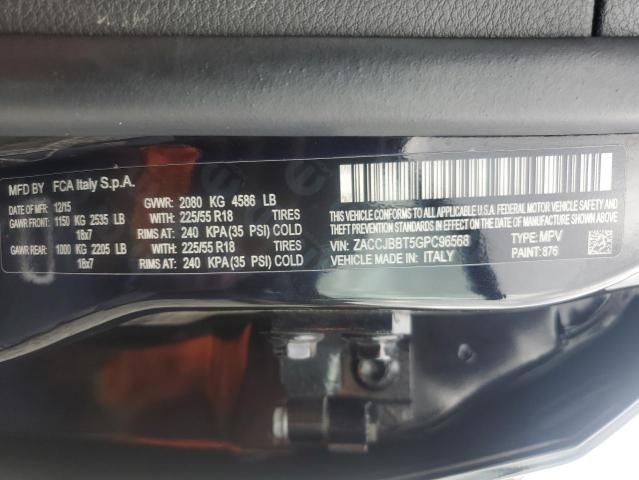 MFD BY FCA Italy S.p.A.
DATE OF MFR 12/15 GVWR: 2080 KG 4586 LB
GAWR FRONT: 1150 KG 2535 LB WITH: 225/55 R18 TIRES
18x7 RIMS AT: 240 KPA (35 PSI) COLD
GAWR REAR: 1000 KG 2205 LB WITH: 225/55 R18 TIRES
18x7 RIMS AT: 240 KPA (35 PSI) COLD
THIS VEHICLE CONFORMS TO ALL APPLICABLE U.S.A. FEDERAL MOTOR VEHICLE SAFETY, BUMPER AND
THEFT PREVENTION STANDARDS IN EFFECT ON THE DATE OF MANUFACTURE SHOWN ABOVE.
VIN: ZACCJBBT5GPC96568 TYPE: MPV
VEHICLE MADE IN: ITALY PAINT: 876